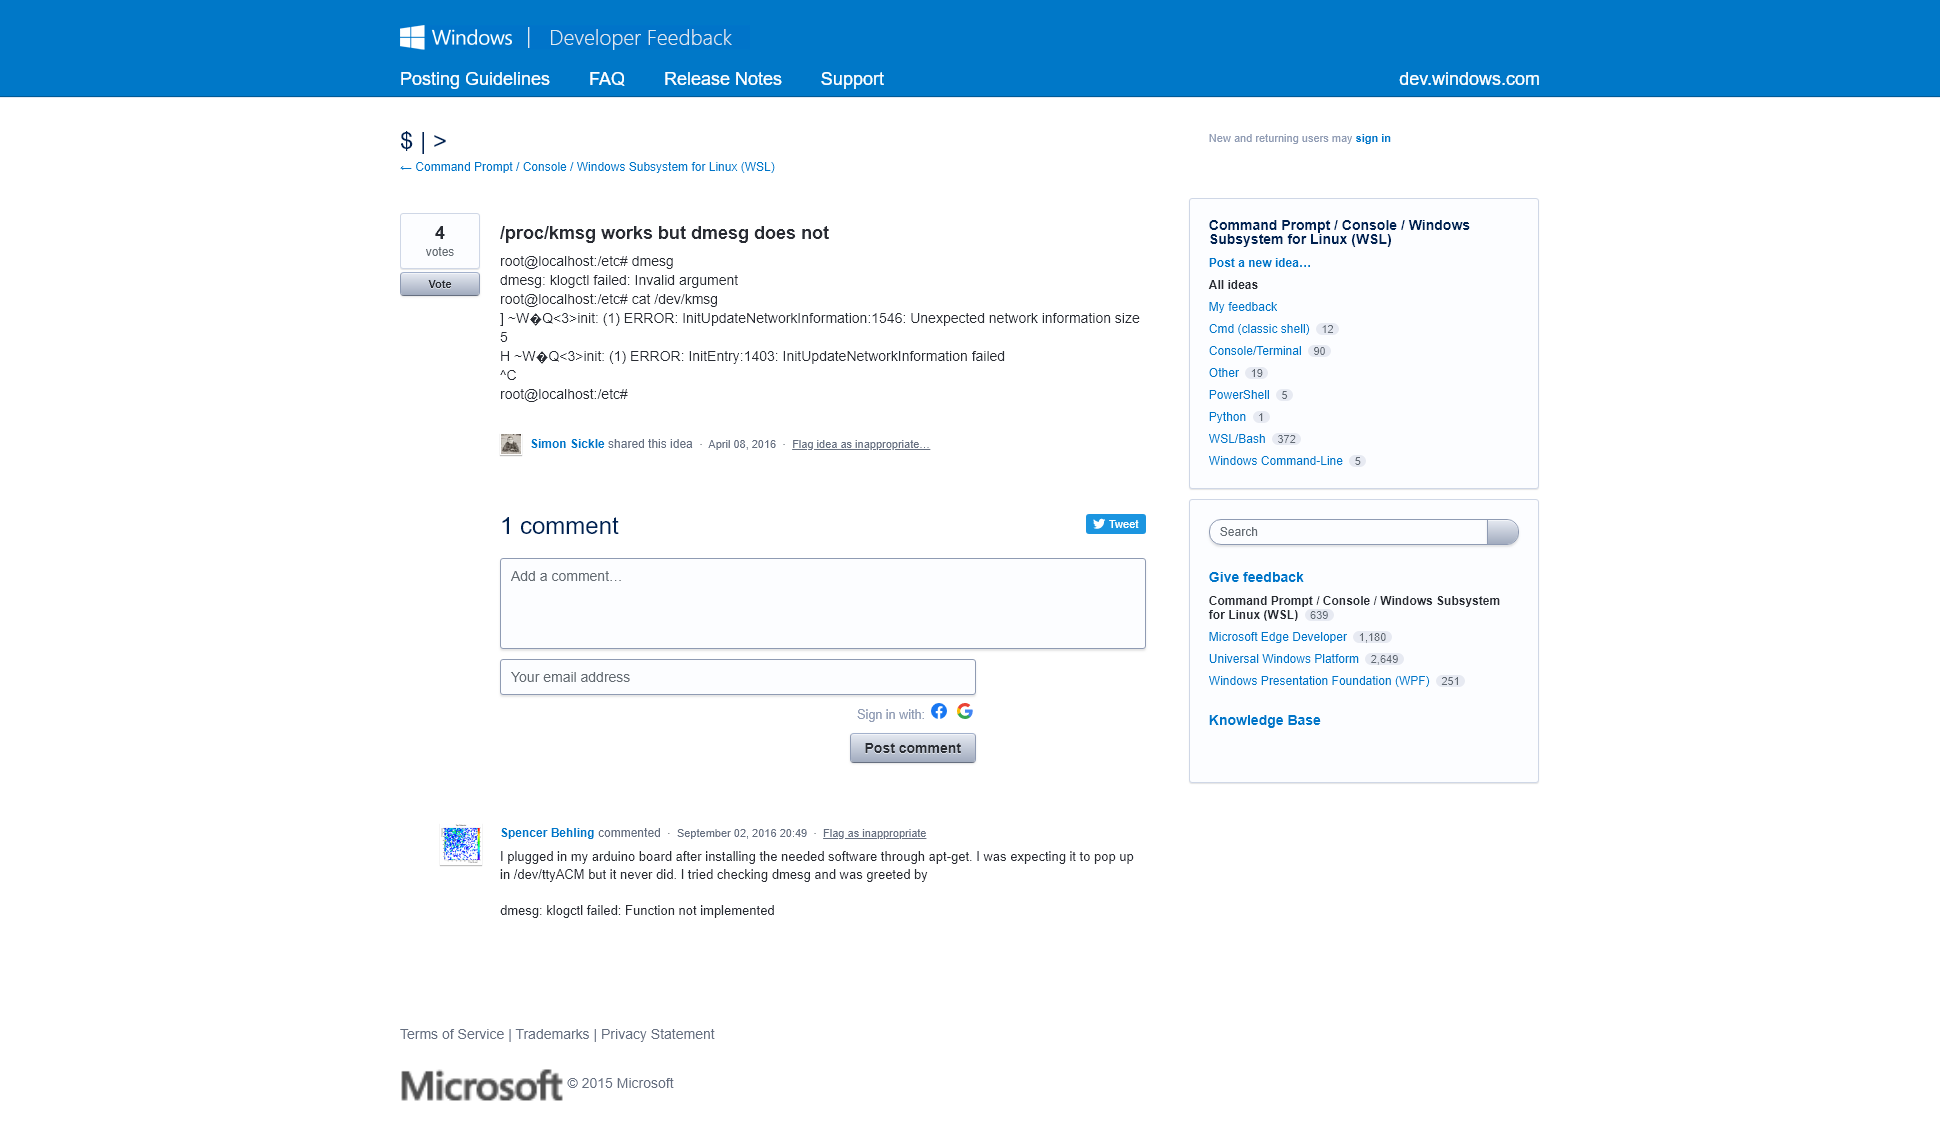 Windows | Developer Feedback
Posting Guidelines FAQ Release Notes Support dev.windows.com
$ | >
New and returning users may sign in
← Command Prompt / Console / Windows Subsystem for Linux (WSL)
4
votes
Vote
/proc/kmsg works but dmesg does not
root@localhost:/etc# dmesg
dmesg: klogctl failed: Invalid argument
root@localhost:/etc# cat /dev/kmsg
] ~W�Q<3>init: (1) ERROR: InitUpdateNetworkInformation:1546: Unexpected network information size
5
H ~W�Q<3>init: (1) ERROR: InitEntry:1403: InitUpdateNetworkInformation failed
^C
root@localhost:/etc#
Simon Sickle shared this idea · April 08, 2016 · Flag idea as inappropriate…
1 comment
Tweet
Add a comment…
Your email address
Sign in with:
Post comment
Spencer Behling commented · September 02, 2016 20:49 · Flag as inappropriate
I plugged in my arduino board after installing the needed software through apt-get. I was expecting it to pop up
in /dev/ttyACM but it never did. I tried checking dmesg and was greeted by
dmesg: klogctl failed: Function not implemented
Command Prompt / Console / Windows
Subsystem for Linux (WSL)
Post a new idea…
All ideas
My feedback
Cmd (classic shell) 12
Console/Terminal 90
Other 19
PowerShell 5
Python 1
WSL/Bash 372
Windows Command-Line 5
Search
Give feedback
Command Prompt / Console / Windows Subsystem
for Linux (WSL) 639
Microsoft Edge Developer 1,180
Universal Windows Platform 2,649
Windows Presentation Foundation (WPF) 251
Knowledge Base
Terms of Service | Trademarks | Privacy Statement
Microsoft © 2015 Microsoft